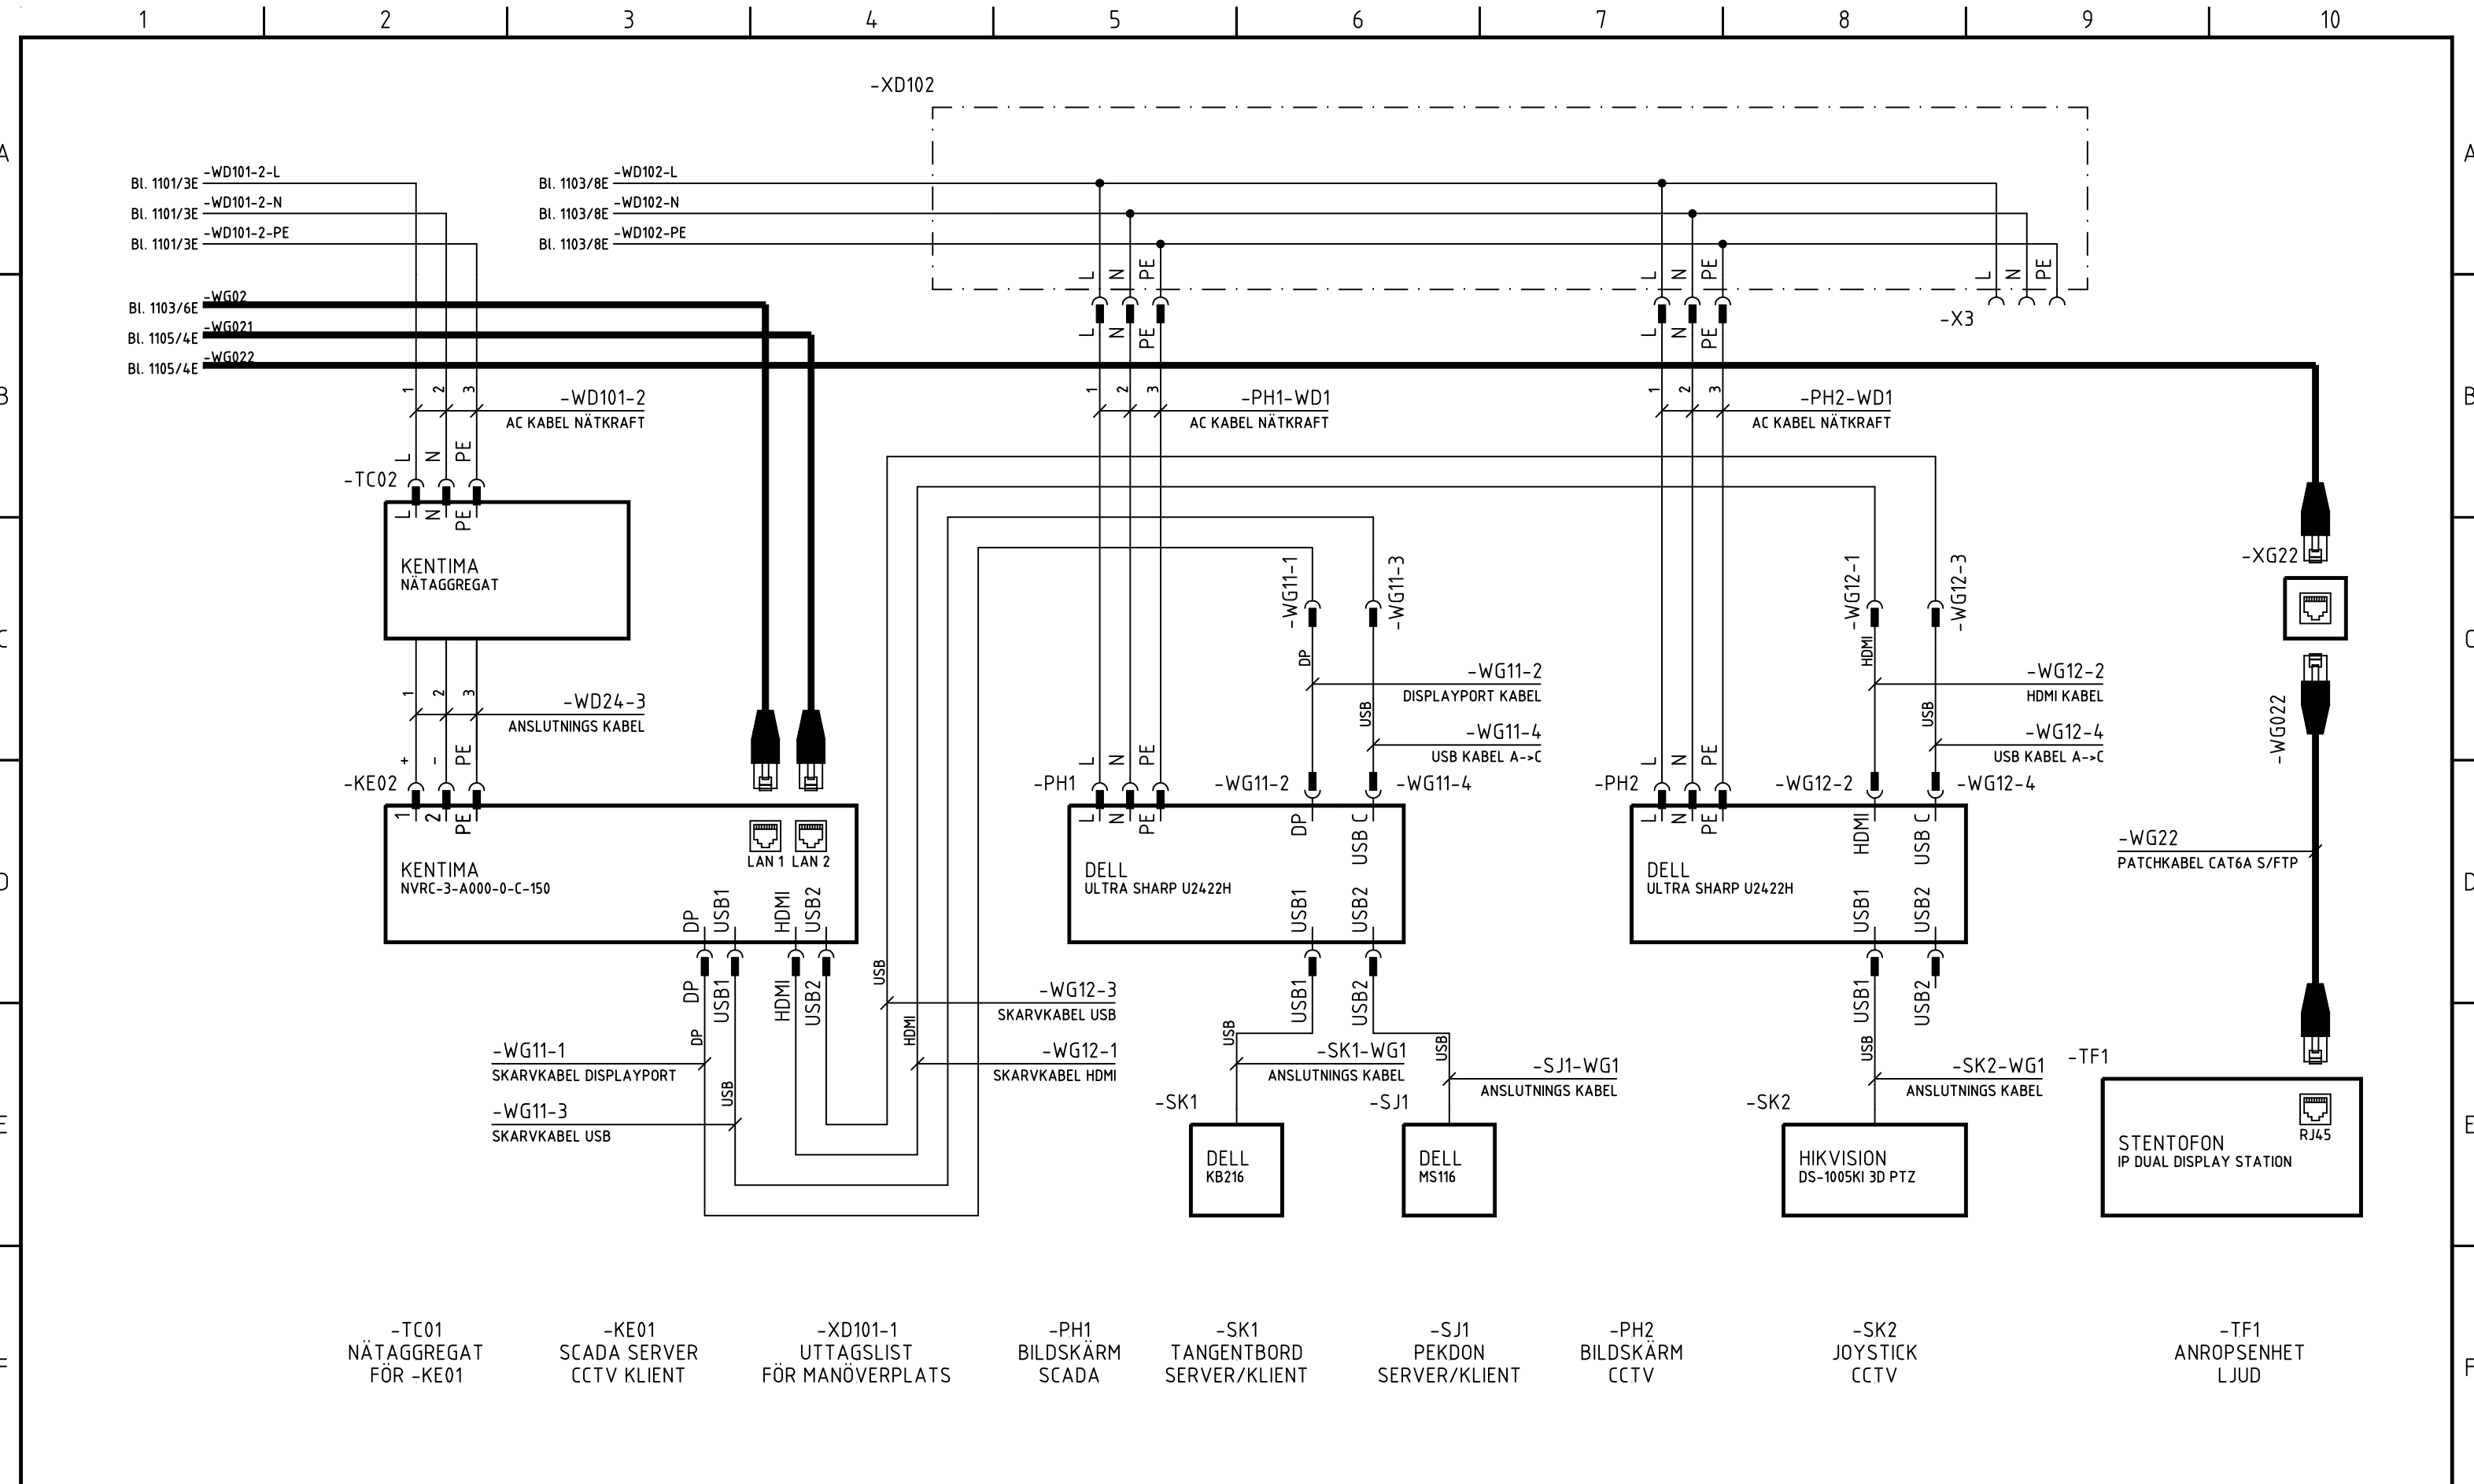 1 2 3 4 5 6 7 8 9 10
-XD102
A A
Bl. 1101/3E -WD101-2-L
Bl. 1101/3E -WD101-2-N
Bl. 1101/3E -WD101-2-PE
Bl. 1103/8E -WD102-L
Bl. 1103/8E -WD102-N
Bl. 1103/8E -WD102-PE
L N PE
L N PE
L N PE
-X3
L N PE
L N PE
Bl. 1103/6E -WG02
Bl. 1105/4E -WG021
Bl. 1105/4E -WG022
B B
1 2 3
-WD101-2
AC KABEL NÄTKRAFT
1 2 3
-PH1-WD1
AC KABEL NÄTKRAFT
1 2 3
-PH2-WD1
AC KABEL NÄTKRAFT
L N PE
-TC02
L N PE
KENTIMA
NÄTAGGREGAT
-WG11-1
-WG11-3
-WG12-1
-WG12-3
-XG22
C C
DP
-WG11-2
DISPLAYPORT KABEL
USB
-WG11-4
USB KABEL A->C
HDMI
-WG12-2
HDMI KABEL
USB
-WG12-4
USB KABEL A->C
-WG022
1 2 3
-WD24-3
ANSLUTNINGS KABEL
+ - PE
-KE02
1 2 PE
LAN 1 LAN 2
KENTIMA
NVRC-3-A000-0-C-150
DP USB1 HDMI USB2
L N PE
-PH1
-WG11-2
-WG11-4
L N PE DP USB C
DELL
ULTRA SHARP U2422H
USB1 USB2
L N PE
-PH2
-WG12-2
-WG12-4
L N PE HDMI USB C
DELL
ULTRA SHARP U2422H
USB1 USB2
-WG22
PATCHKABEL CAT6A S/FTP
D D
DP USB1 HDMI USB2
USB
-WG12-3
SKARVKABEL USB
HDMI
-WG12-1
SKARVKABEL HDMI
DP
-WG11-1
SKARVKABEL DISPLAYPORT
USB
-WG11-3
SKARVKABEL USB
USB1 USB2
USB
-SK1-WG1
ANSLUTNINGS KABEL
USB
-SJ1-WG1
ANSLUTNINGS KABEL
USB1 USB2
USB
-SK2-WG1
ANSLUTNINGS KABEL
E E
-SK1
DELL
KB216
-SJ1
DELL
MS116
-SK2
HIKVISION
DS-1005KI 3D PTZ
-TF1
RJ45
STENTOFON
IP DUAL DISPLAY STATION
-TC01
NÄTAGGREGAT
FÖR -KE01
-KE01
SCADA SERVER
CCTV KLIENT
-XD101-1
UTTAGSLIST
FÖR MANÖVERPLATS
-PH1
BILDSKÄRM
SCADA
-SK1
TANGENTBORD
SERVER/KLIENT
-SJ1
PEKDON
SERVER/KLIENT
-PH2
BILDSKÄRM
CCTV
-SK2
JOYSTICK
CCTV
-TF1
ANROPSENHET
LJUD
F F